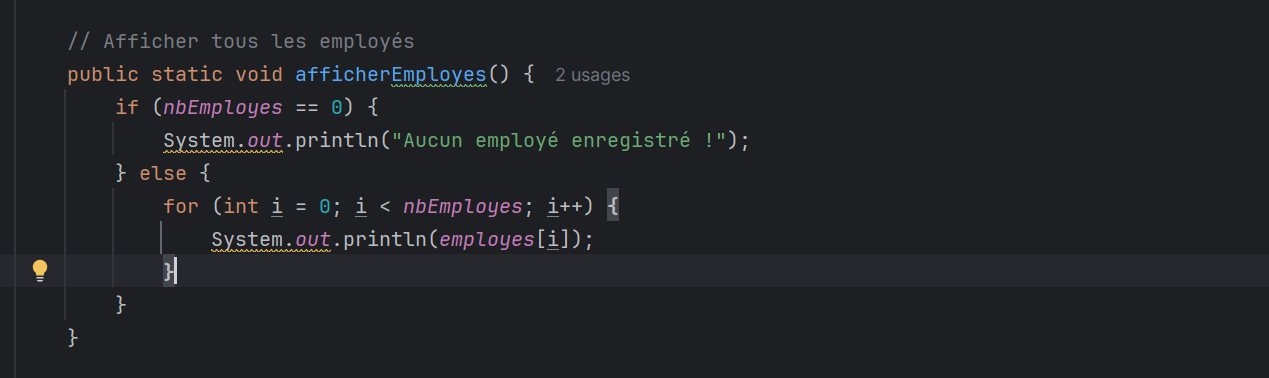 // Afficher tous les employés
public static void afficherEmployes() { 2 usages
if (nbEmployes == 0) {
System.out.println("Aucun employé enregistré !");
} else {
for (int i = 0; i < nbEmployes; i++) {
System.out.println(employes[i]);
}
}
}